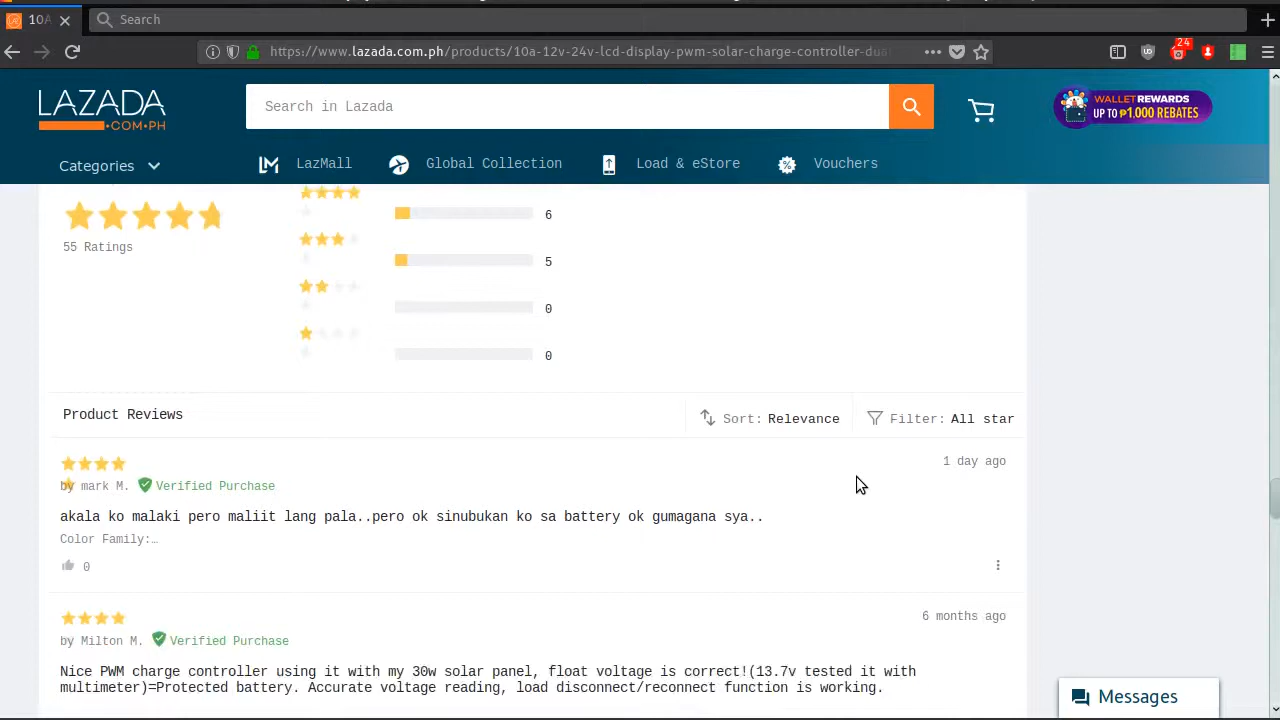 10A
Search
https://www.lazada.com.ph/products/10a-12v-24v-lcd-display-pwm-solar-charge-controller-dua
24
LAZADA
.COM.PH
Search in Lazada
WALLET REWARDS
UP TO ₱1,000 REBATES
Categories
LazMall
Global Collection
Load & eStore
Vouchers
6
55 Ratings
5
0
0
Product Reviews
Sort: Relevance
Filter: All star
1 day ago
by mark M.
Verified Purchase
akala ko malaki pero maliit lang pala..pero ok sinubukan ko sa battery ok gumagana sya..
Color Family:…
0
6 months ago
by Milton M.
Verified Purchase
Nice PWM charge controller using it with my 30w solar panel, float voltage is correct!(13.7v tested it with
multimeter)=Protected battery. Accurate voltage reading, load disconnect/reconnect function is working.
Messages